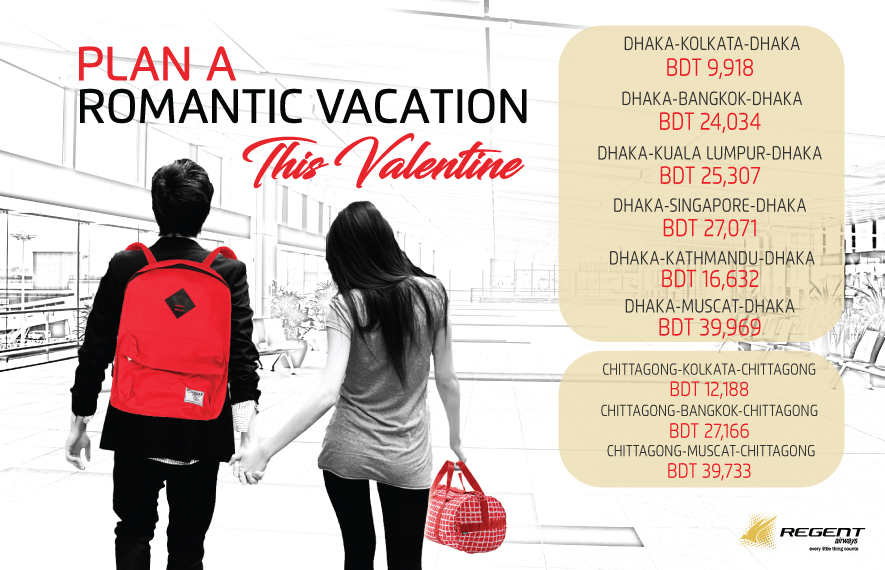 PLAN A
ROMANTIC VACATION
This Valentine
DHAKA-KOLKATA-DHAKA
BDT 9,918
DHAKA-BANGKOK-DHAKA
BDT 24,034
DHAKA-KUALA LUMPUR-DHAKA
BDT 25,307
DHAKA-SINGAPORE-DHAKA
BDT 27,071
DHAKA-KATHMANDU-DHAKA
BDT 16,632
DHAKA-MUSCAT-DHAKA
BDT 39,969
CHITTAGONG-KOLKATA-CHITTAGONG
BDT 12,188
CHITTAGONG-BANGKOK-CHITTAGONG
BDT 27,166
CHITTAGONG-MUSCAT-CHITTAGONG
BDT 39,733
REGENT
airways
every little thing counts